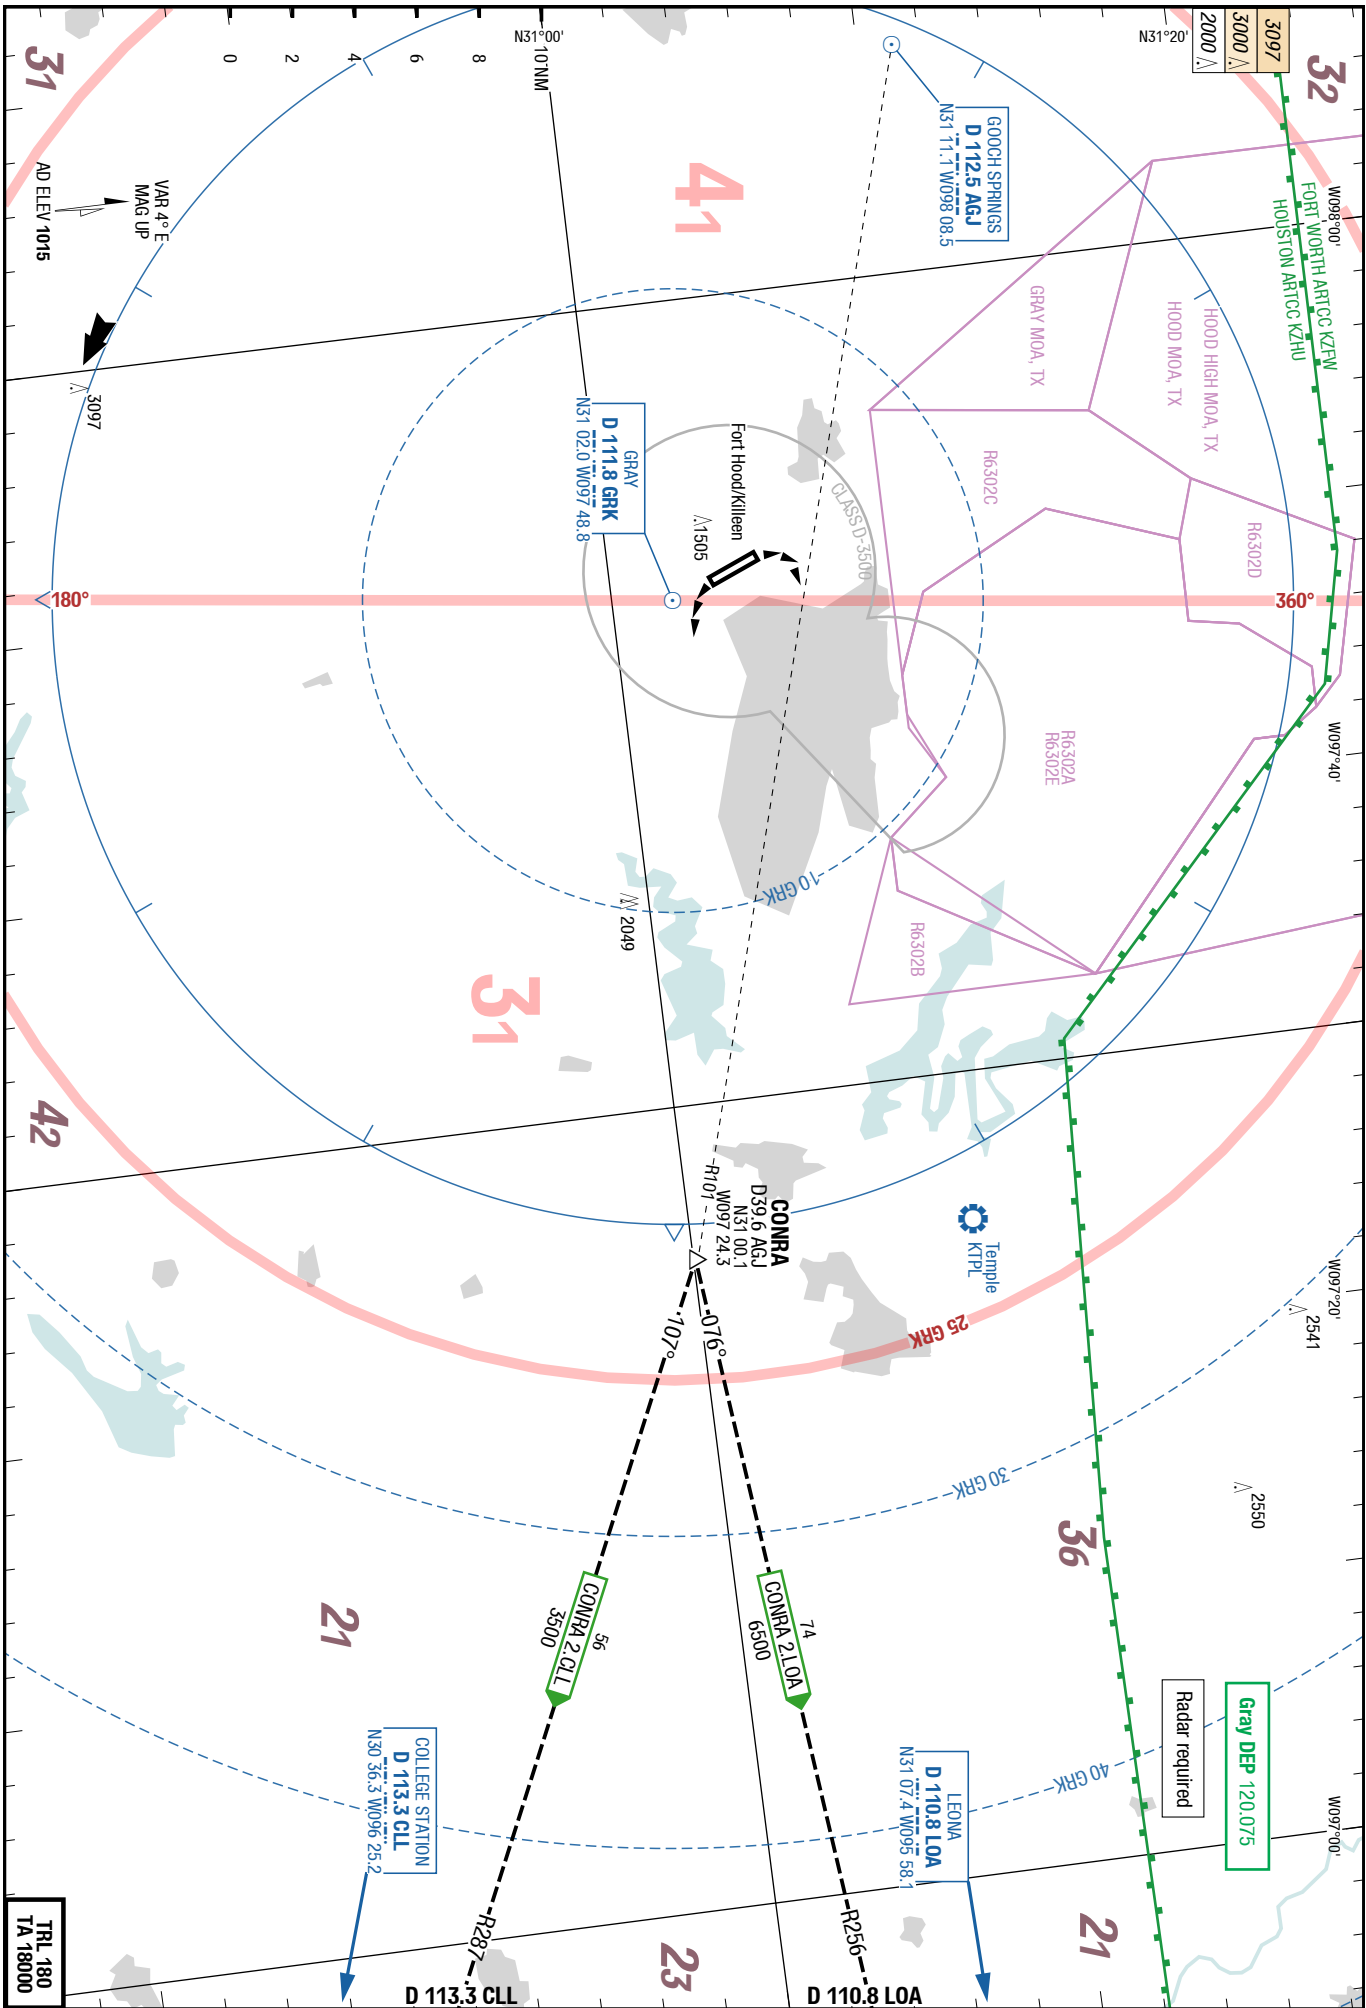 3097
3000
2000
32
31
N31°00'
N31°20'
0
2
4
6
8
10 NM
AD ELEV 1015
VAR 4° E
MAG UP
3097
41
GOOCH SPRINGS
D 112.5 AGJ
N31 11.1 W098 08.5
W098°00'
FORT WORTH ARTCC KZFW
HOUSTON ARTCC KZHU
GRAY MOA, TX
HOOD HIGH MOA, TX
HOOD MOA, TX
R6302C
R6302D
GRAY
D 111.8 GRK
N31 02.0 W097 48.8
Fort Hood/Killeen
1505
CLASS D-3500
180°
360°
R6302A
R6302E
W097°40'
10 GRK
2049
R6302B
31
42
CONRA
D39.6 AGJ
N31 00.1
W097 24.3
R101
Temple
KTPL
W097°20'
2541
25 GRK
107°
076°
30 GRK
2550
36
21
56
CONRA 2.CLL
3500
74
CONRA 2.LOA
6500
Gray DEP 120.075
Radar required
40 GRK
W097°00'
COLLEGE STATION
D 113.3 CLL
N30 36.3 W096 25.2
LEONA
D 110.8 LOA
N31 07.4 W095 58.1
R287
R256
23
21
D 113.3 CLL
D 110.8 LOA
TRL 180
TA 18000